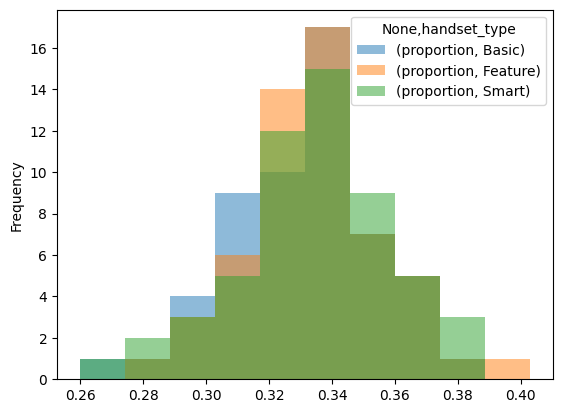 None,handset_type
(proportion, Basic)
(proportion, Feature)
(proportion, Smart)
Frequency
16
14
12
10
8
6
4
2
0
0.26 0.28 0.30 0.32 0.34 0.36 0.38 0.40